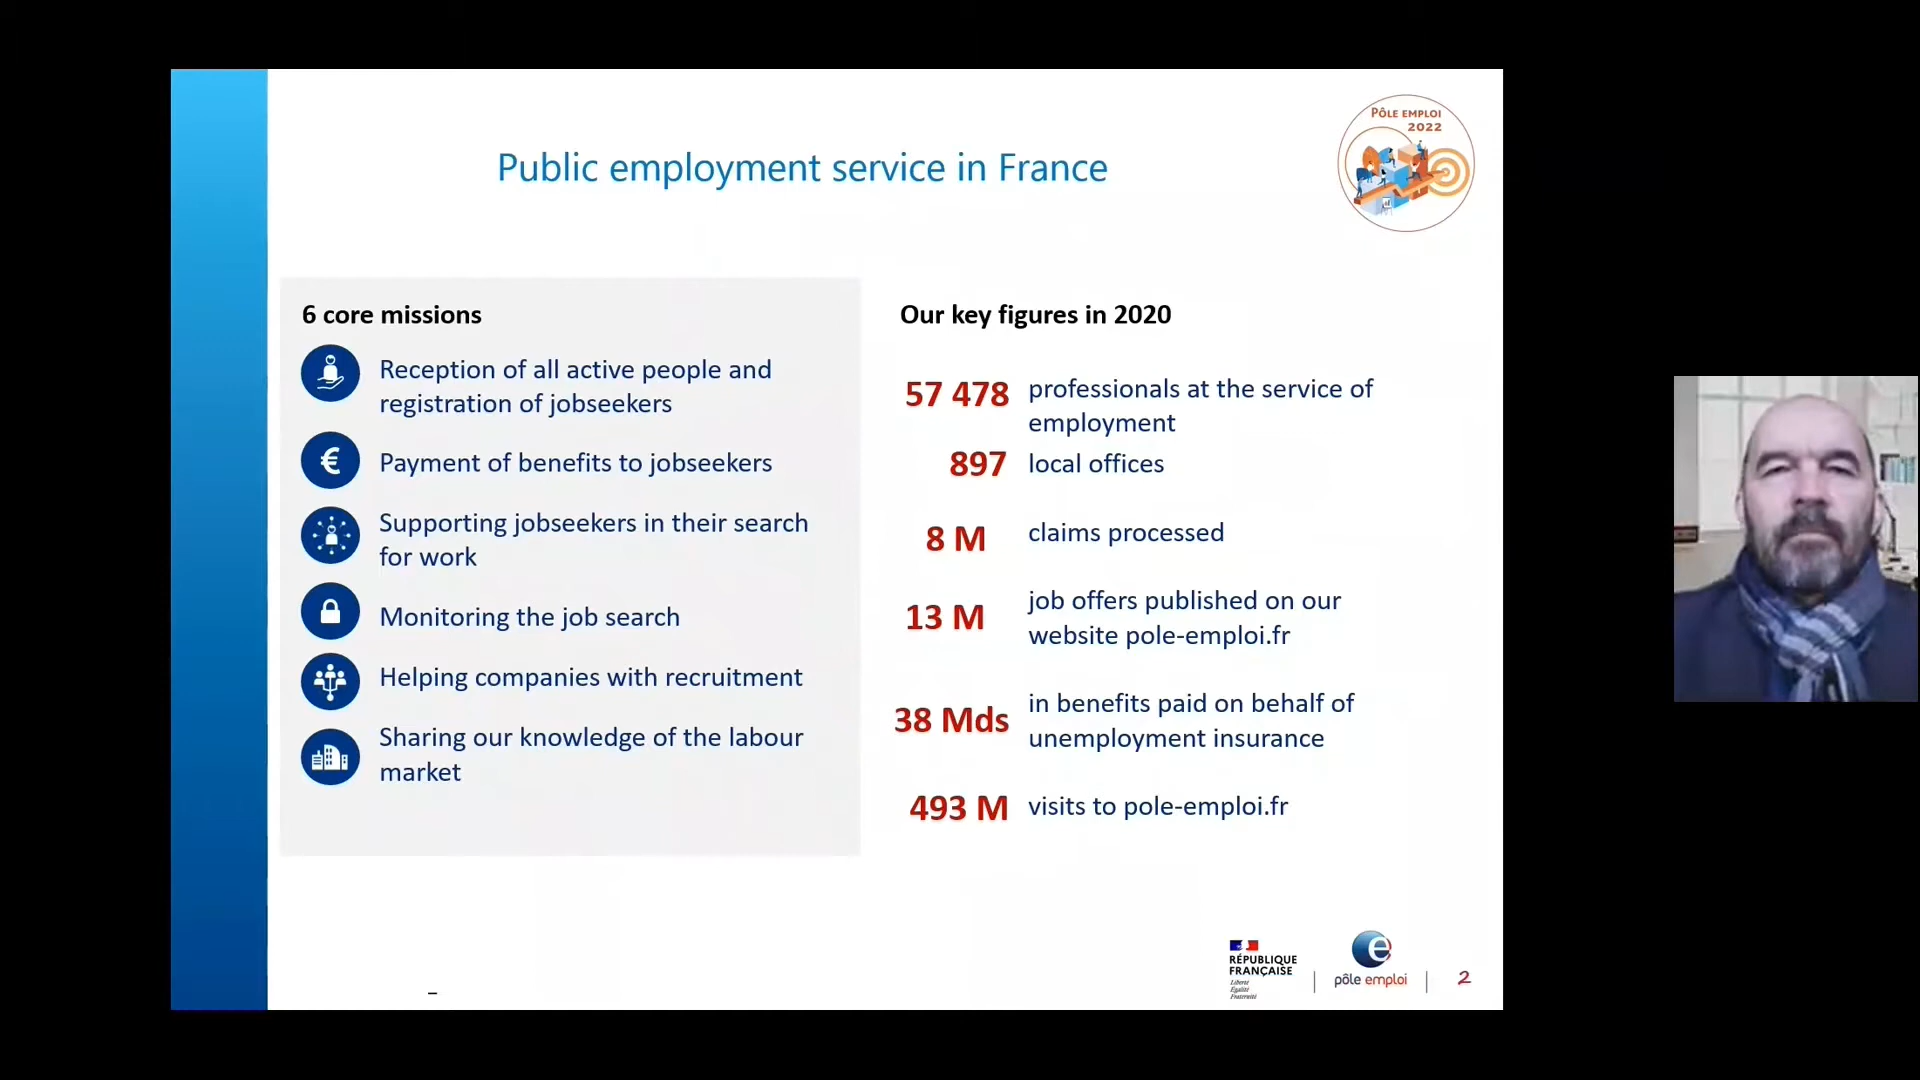 PÔLE EMPLOI
2022
Public employment service in France
6 core missions
Reception of all active people and
registration of jobseekers
€
Payment of benefits to jobseekers
Supporting jobseekers in their search
for work
Monitoring the job search
Helping companies with recruitment
Sharing our knowledge of the labour
market
Our key figures in 2020
57 478 professionals at the service of
employment
897 local offices
8 M claims processed
13 M job offers published on our
website pole-emploi.fr
38 Mds in benefits paid on behalf of
unemployment insurance
493 M visits to pole-emploi.fr
RÉPUBLIQUE
FRANÇAISE
Liberté
Égalité
Fraternité
pôle emploi
2